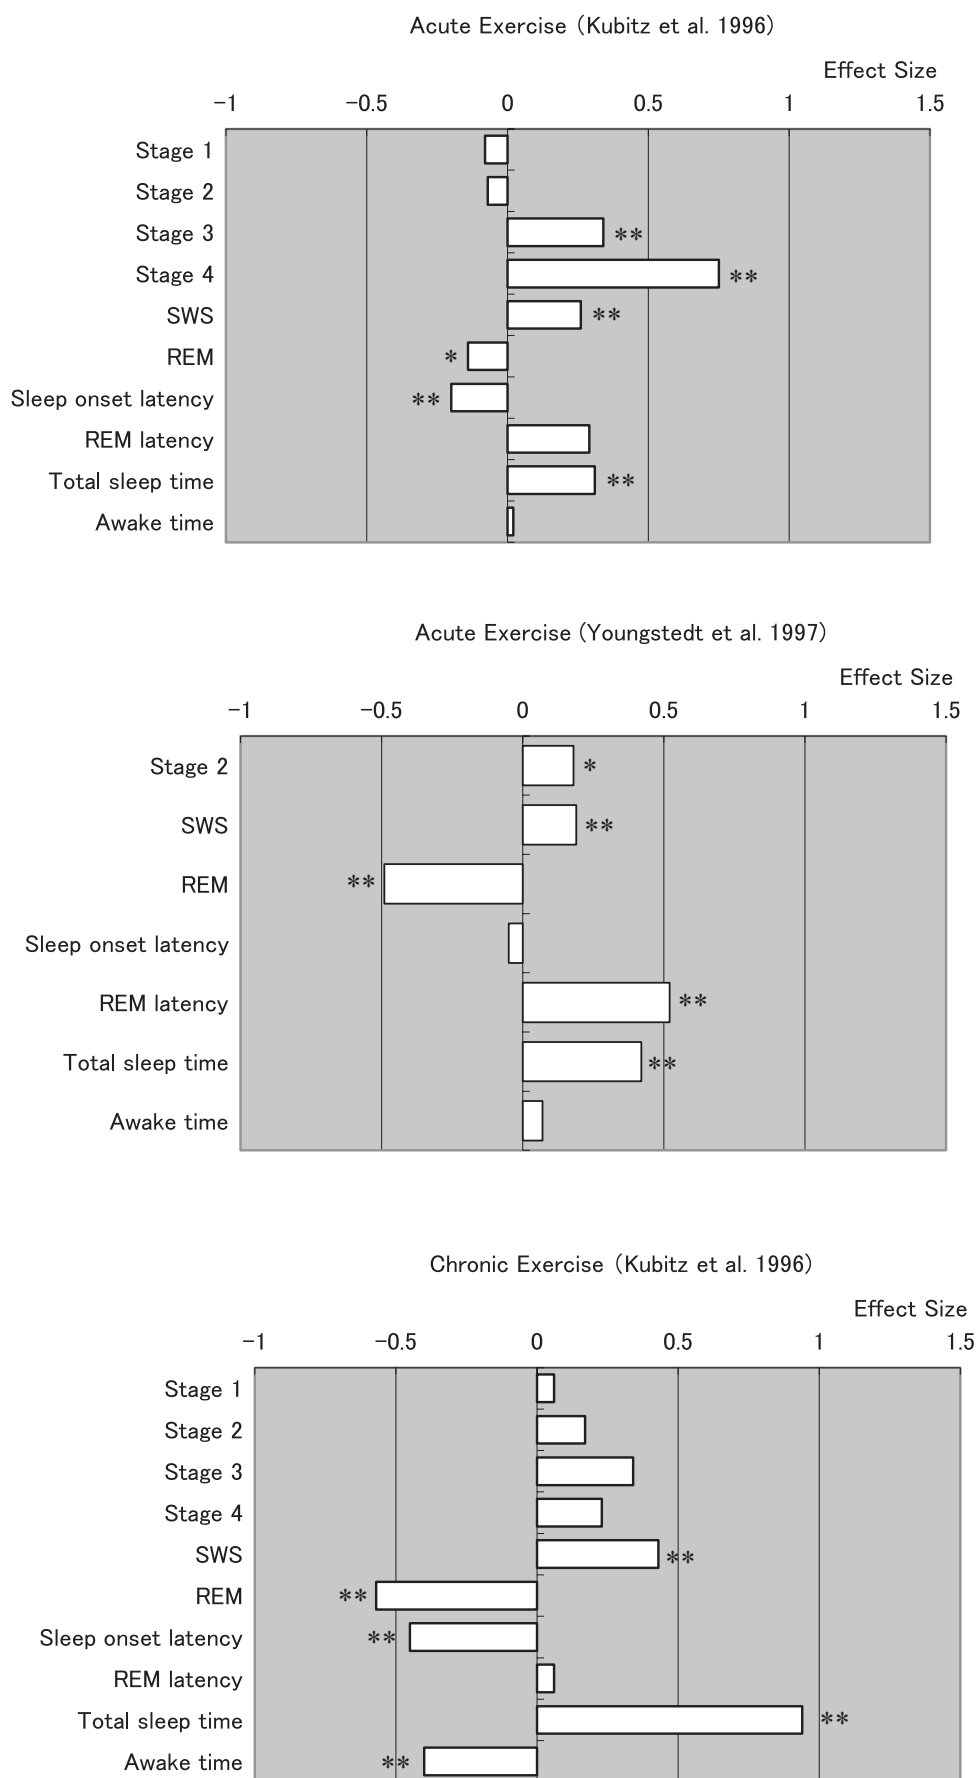 Acute Exercise (Kubitz et al. 1996)
Effect Size
−1 −0.5 0 0.5 1 1.5
Stage 1
Stage 2
Stage 3 **
Stage 4 **
SWS **
REM *
Sleep onset latency **
REM latency
Total sleep time **
Awake time
Acute Exercise (Youngstedt et al. 1997)
Effect Size
−1 −0.5 0 0.5 1 1.5
Stage 2 *
SWS **
REM **
Sleep onset latency
REM latency **
Total sleep time **
Awake time
Chronic Exercise (Kubitz et al. 1996)
Effect Size
−1 −0.5 0 0.5 1 1.5
Stage 1
Stage 2
Stage 3
Stage 4
SWS **
REM **
Sleep onset latency **
REM latency
Total sleep time **
Awake time **